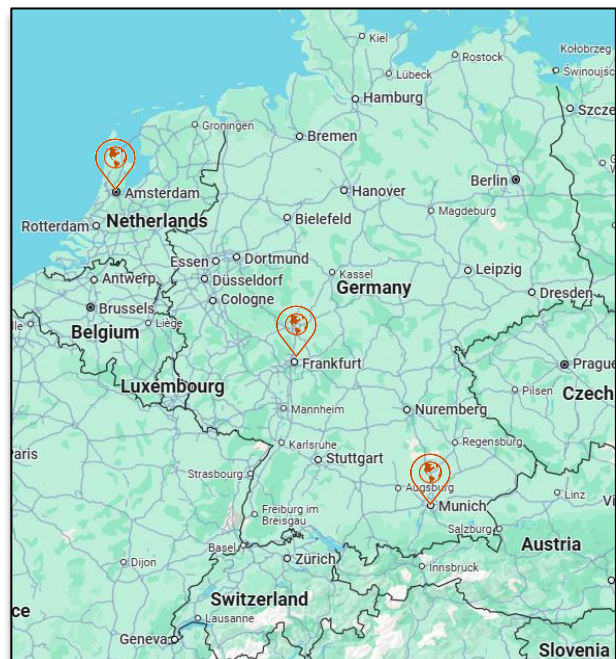 Kiel
Rostock
Kołobrzeg
Lübeck
Świnoujśc
Hamburg
Szcze
Groningen
Bremen
Berlin
Hanover
Amsterdam
Magdeburg
Netherlands
Bielefeld
Rotterdam
Dortmund
Essen
Leipzig
Kassel
Antwerp
Düsseldorf
Germany
Dresden
Cologne
Brussels
Liège
Belgium
Frankfurt
Prague
Luxembourg
Czech
Pilsen
Mannheim
Nuremberg
Karlsruhe
Regensburg
Paris
Stuttgart
Strasbourg
Augsburg
Linz
Vi
Munich
Freiburg im
Breisgau
Salzburg
Basel
Austria
Zürich
Dijon
Innsbruck
Switzerland
ce
Lausanne
Geneva
Slovenia